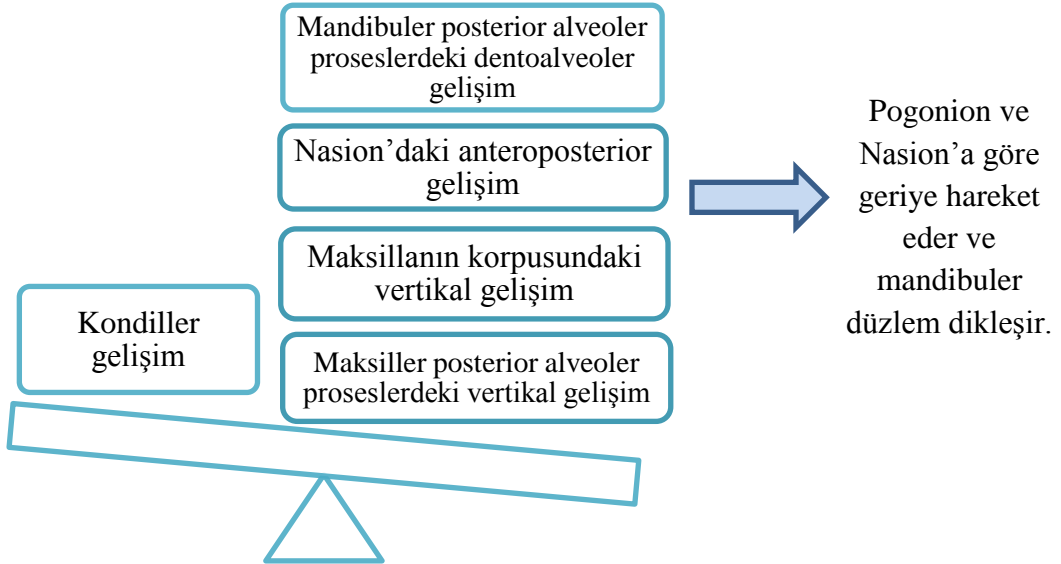 Mandibuler posterior alveoler
proseslerdeki dentoalveoler
gelişim
Nasion’daki anteroposterior
gelişim
Maksillanın korpusundaki
vertikal gelişim
Maksiller posterior alveoler
proseslerdeki vertikal gelişim
Kondiller
gelişim
Pogonion ve
Nasion’a göre
geriye hareket
eder ve
mandibuler
düzlem dikleşir.